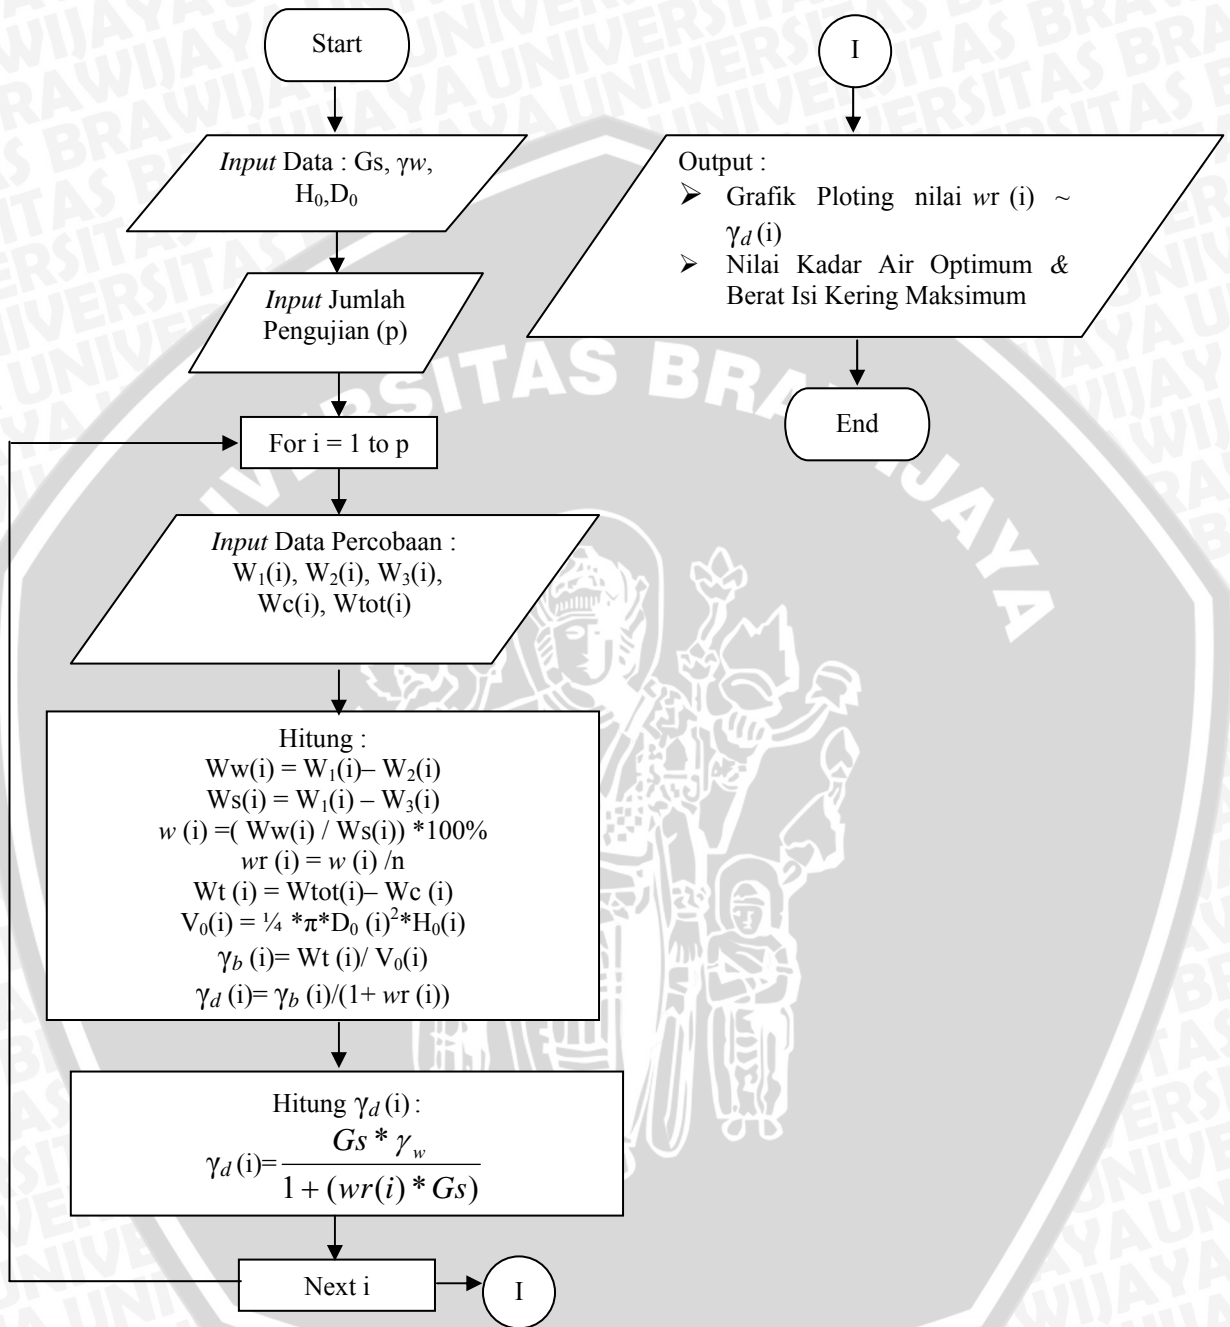 Start
Input Data : Gs, γw,
H₀,D₀
Input Jumlah
Pengujian (p)
For i = 1 to p
Input Data Percobaan :
W₁(i), W₂(i), W₃(i),
Wc(i), Wtot(i)
Hitung :
Ww(i) = W₁(i)– W₂(i)
Ws(i) = W₁(i) – W₃(i)
w (i) =( Ww(i) / Ws(i)) *100%
wr (i) = w (i) /n
Wt (i) = Wtot(i)– Wc (i)
V₀(i) = ¼ *π*D₀ (i)²*H₀(i)
γb (i)= Wt (i)/ V₀(i)
γd (i)= γb (i)/(1+ wr (i))
Hitung γd (i) :
γd (i)= Gs * γw / 1 + (wr(i) * Gs)
Next i
I
I
Output :
➢ Grafik Ploting nilai wr (i) ~
γd (i)
➢ Nilai Kadar Air Optimum &
Berat Isi Kering Maksimum
End
UNIVERSITAS BRAWIJAYA